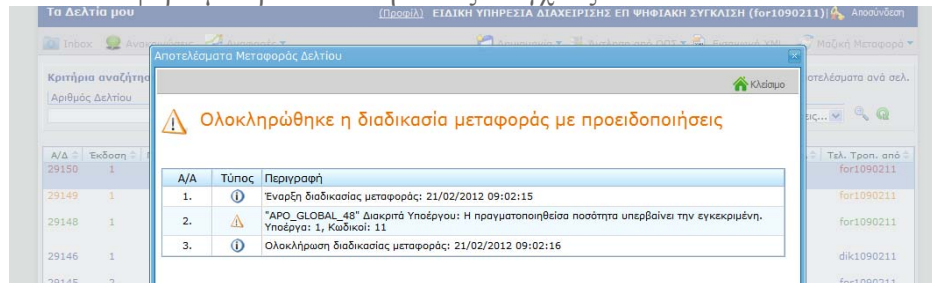 Τα Δελτία μου (Προφίλ) ΕΙΔΙΚΗ ΥΠΗΡΕΣΙΑ ΔΙΑΧΕΙΡΙΣΗΣ ΕΠ ΨΗΦΙΑΚΗ ΣΥΓΚΛΙΣΗ (for1090211)| Αποσύνδεση
Inbox Μαζική Μεταφορά
Αποτελέσματα Μεταφοράς Δελτίου
Κριτήρια ανά σελ.
Κλείσιμο
Αριθμός Δελτίου
Ολοκληρώθηκε η διαδικασία μεταφοράς με προειδοποιήσεις
Α/Δ Έκδοση Τελ. Τροπ. από
29150 1 for1090211
Α/Α Τύπος Περιγραφή
29149 1 1. Έναρξη διαδικασίας μεταφοράς: 21/02/2012 09:02:15 for1090211
29148 1 2. "APO_GLOBAL_48" Διακριτά Υποέργου: Η πραγματοποιηθείσα ποσότητα υπερβαίνει την εγκεκριμένη. for1090211
Υποέργα: 1, Κωδικοί: 11
3. Ολοκλήρωση διαδικασίας μεταφοράς: 21/02/2012 09:02:16
29146 1 dik1090211